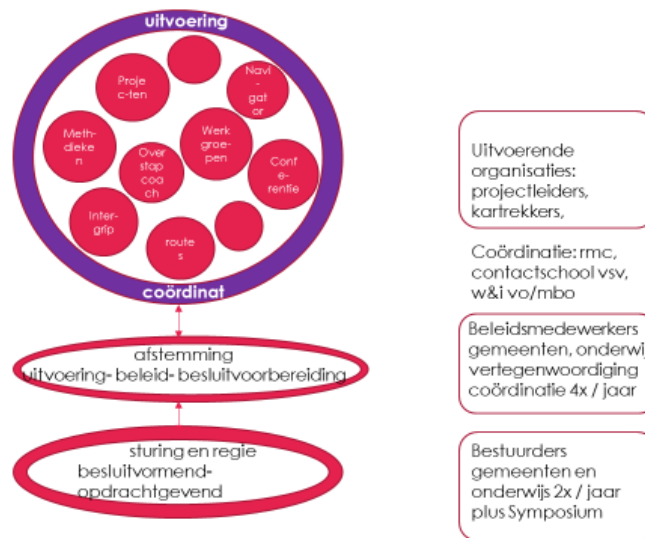 uitvoering
Proje
c-ten
Navi
-
gat
or
Meth-
dieke
n
Over
stap
coa
ch
Werk
groe-
pen
Conf
e-
rentie
Inter-
grip
route
s
coördinat
afstemming
uitvoering- beleid- besluitvoorbereiding
sturing en regie
besluitvormend-
opdrachtgevend
Uitvoerende
organisaties:
projectleiders,
kartrekkers,
Coördinatie: rmc,
contactschool vsv,
w&i vo/mbo
Beleidsmedewerkers
gemeenten, onderwij
vertegenwoordiging
coördinatie 4x / jaar
Bestuurders
gemeenten en
onderwijs 2x / jaar
plus Symposium